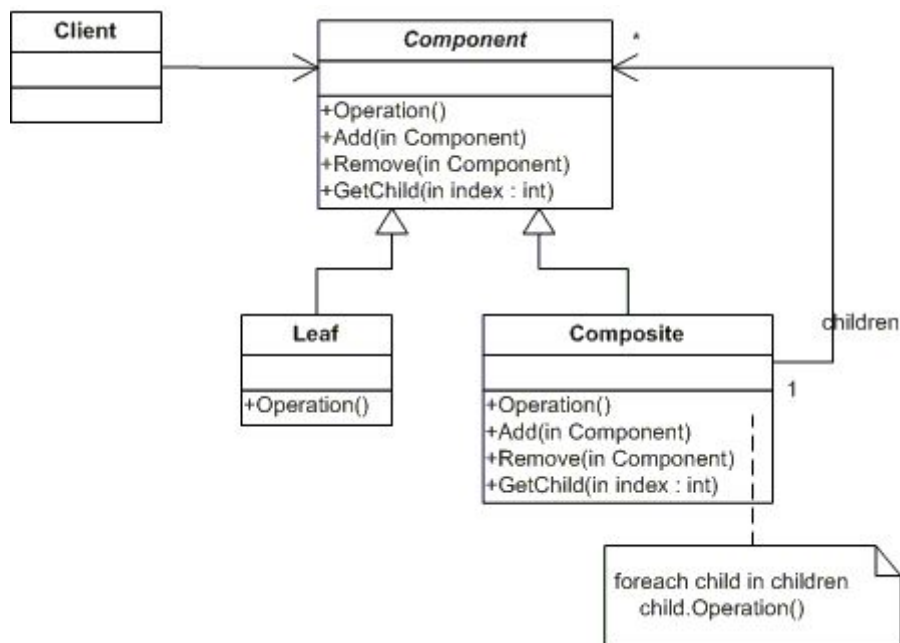 Client
Component
*
+Operation()
+Add(in Component)
+Remove(in Component)
+GetChild(in index : int)
children
Leaf
+Operation()
Composite
1
+Operation()
+Add(in Component)
+Remove(in Component)
+GetChild(in index : int)
foreach child in children
child.Operation()